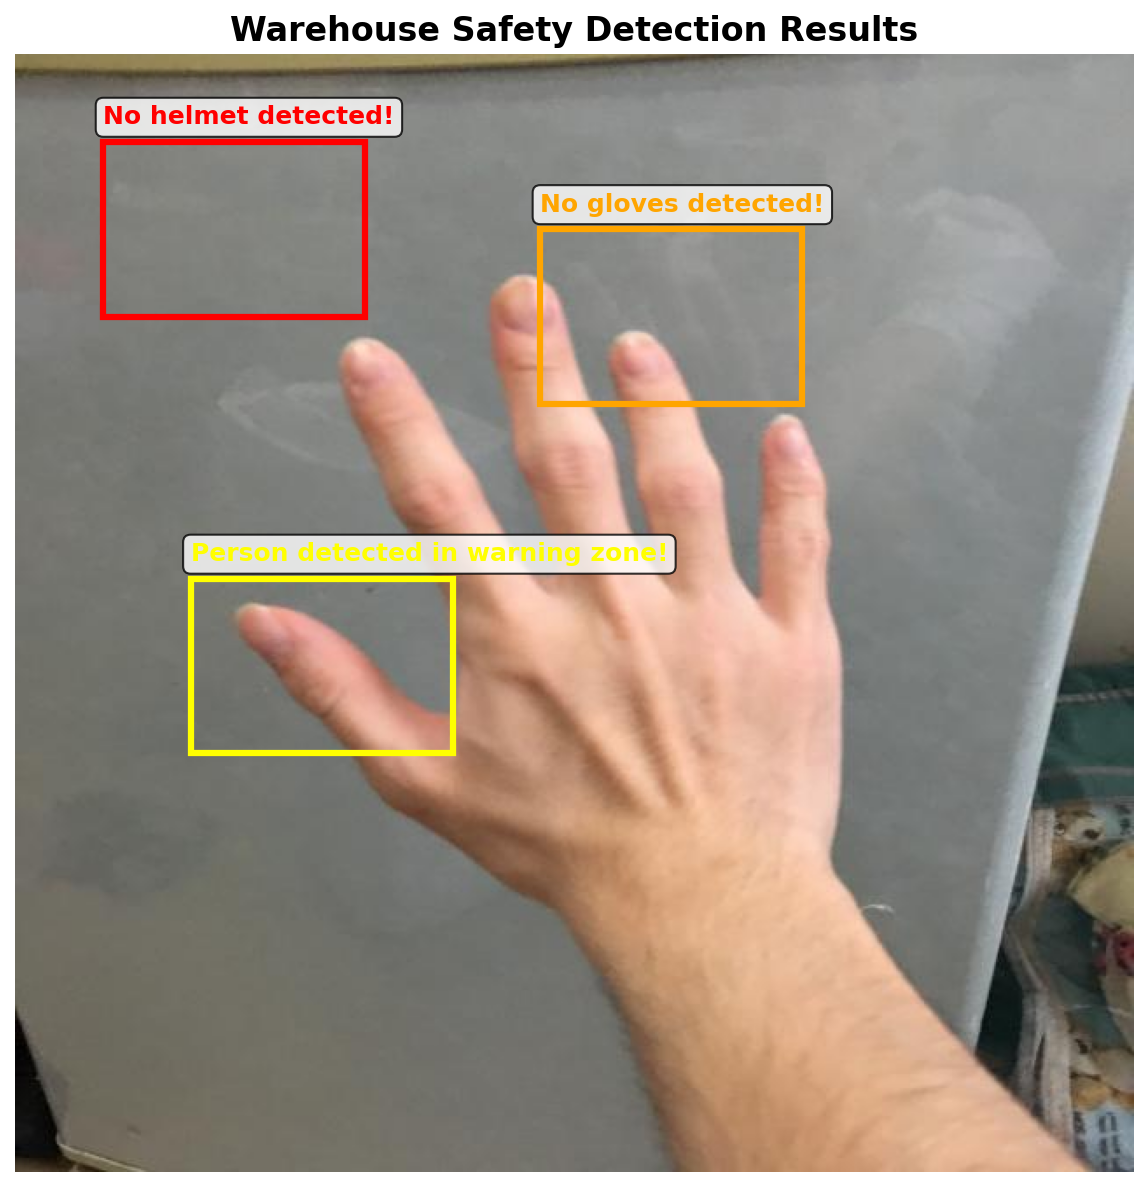 Warehouse Safety Detection Results
No helmet detected!
No gloves detected!
Person detected in warning zone!